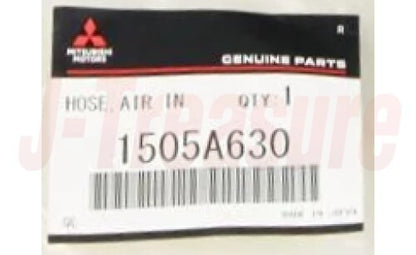 R
MITSUBISHI
MOTORS
GENUINE PARTS
HOSE, AIR IN QTY: 1
J-Treasure
1505A630
MADE IN JAPAN